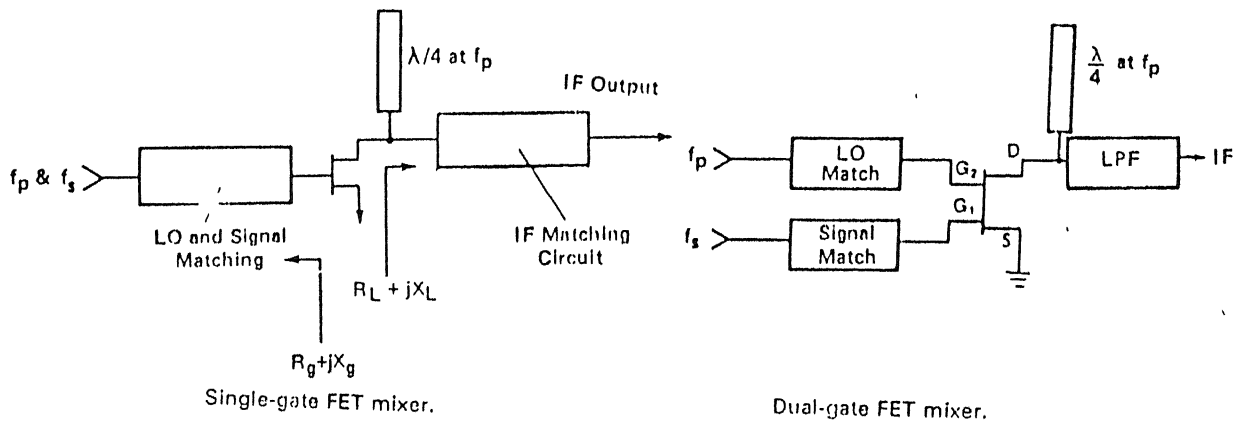 λ/4 at fp
IF Output
fp & fs
LO and Signal
Matching
IF Matching
Circuit
RL + jXL
Rg+jXg
Single-gate FET mixer.
λ/4 at fp
fp
LO
Match
G2
D
LPF
IF
G1
fs
Signal
Match
S
Dual-gate FET mixer.